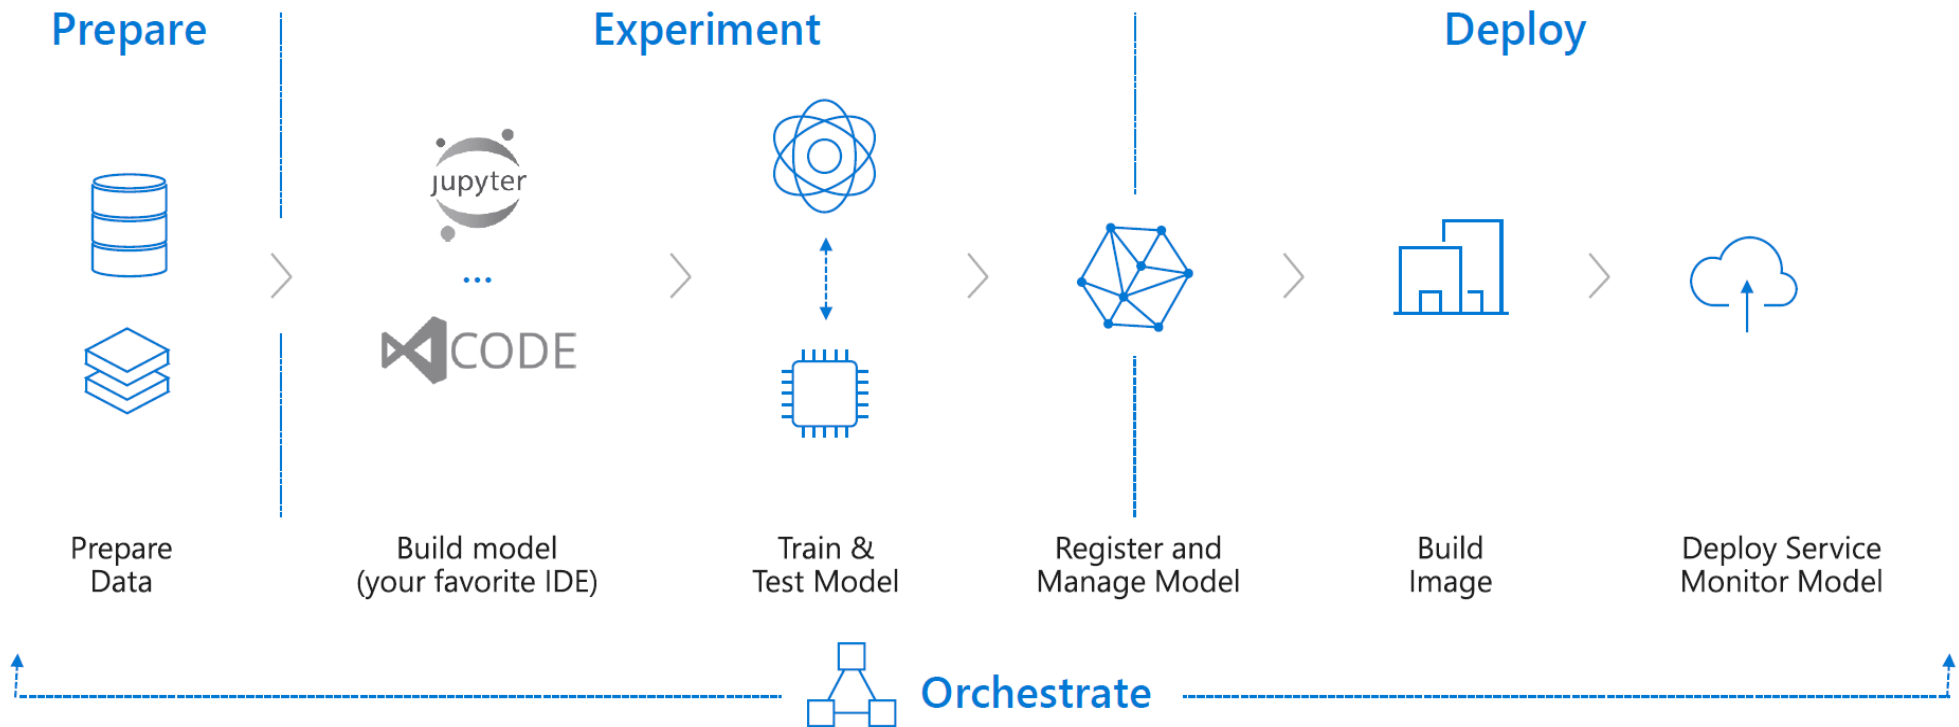 Prepare
Experiment
Deploy
jupyter
...
CODE
Prepare
Data
Build model
(your favorite IDE)
Train &
Test Model
Register and
Manage Model
Build
Image
Deploy Service
Monitor Model
Orchestrate